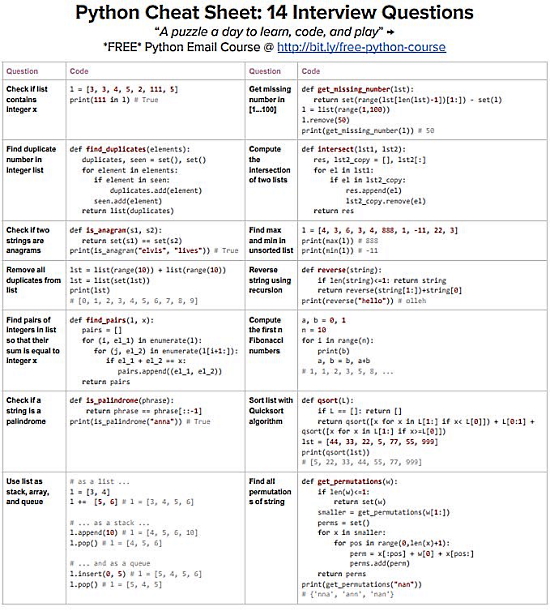 Python Cheat Sheet: 14 Interview Questions
“A puzzle a day to learn, code, and play” →
*FREE* Python Email Course @ http://bit.ly/free-python-course
Question Code Question Code
Check if list
contains
integer x
l = [3, 3, 4, 5, 2, 111, 5]
print(111 in l) # True
Get missing
number in
[1...100]
def get_missing_number(lst):
return set(range(lst[len(lst)-1])[1:]) - set(l)
l = list(range(1,100))
l.remove(50)
print(get_missing_number(l)) # 50
Find duplicate
number in
integer list
def find_duplicates(elements):
duplicates, seen = set(), set()
for element in elements:
if element in seen:
duplicates.add(element)
seen.add(element)
return list(duplicates)
Compute
the
intersection
of two lists
def intersect(lst1, lst2):
res, lst2_copy = [], lst2[:]
for el in lst1:
if el in lst2_copy:
res.append(el)
lst2_copy.remove(el)
return res
Check if two
strings are
anagrams
def is_anagram(s1, s2):
return set(s1) == set(s2)
print(is_anagram("elvis", "lives")) # True
Find max
and min in
unsorted list
l = [4, 3, 6, 3, 4, 888, 1, -11, 22, 3]
print(max(l)) # 888
print(min(l)) # -11
Remove all
duplicates from
list
lst = list(range(10)) + list(range(10))
lst = list(set(lst))
print(lst)
# [0, 1, 2, 3, 4, 5, 6, 7, 8, 9]
Reverse
string using
recursion
def reverse(string):
if len(string)<=1: return string
return reverse(string[1:])+string[0]
print(reverse("hello")) # olleh
Find pairs of
integers in list
so that their
sum is equal to
integer x
def find_pairs(l, x):
pairs = []
for (i, el_1) in enumerate(l):
for (j, el_2) in enumerate(l[i+1:]):
if el_1 + el_2 == x:
pairs.append((el_1, el_2))
return pairs
Compute
the first n
Fibonacci
numbers
a, b = 0, 1
n = 10
for i in range(n):
print(b)
a, b = b, a+b
# 1, 1, 2, 3, 5, 8, ...
Check if a
string is a
palindrome
def is_palindrome(phrase):
return phrase == phrase[::-1]
print(is_palindrome("anna")) # True
Sort list with
Quicksort
algorithm
def qsort(L):
if L == []: return []
return qsort([x for x in L[1:] if x< L[0]]) + L[0:1] +
qsort([x for x in L[1:] if x>=L[0]])
lst = [44, 33, 22, 5, 77, 55, 999]
print(qsort(lst))
# [5, 22, 33, 44, 55, 77, 999]
Use list as
stack, array,
and queue
# as a list ...
l = [3, 4]
l += [5, 6] # l = [3, 4, 5, 6]
# ... as a stack ...
l.append(10) # l = [4, 5, 6, 10]
l.pop() # l = [4, 5, 6]
# ... and as a queue
l.insert(0, 5) # l = [5, 4, 5, 6]
l.pop() # l = [5, 4, 5]
Find all
permutation
s of string
def get_permutations(w):
if len(w)<=1:
return set(w)
smaller = get_permutations(w[1:])
perms = set()
for x in smaller:
for pos in range(0,len(x)+1):
perm = x[:pos] + w[0] + x[pos:]
perms.add(perm)
return perms
print(get_permutations("nan"))
# {'nna', 'ann', 'nan'}